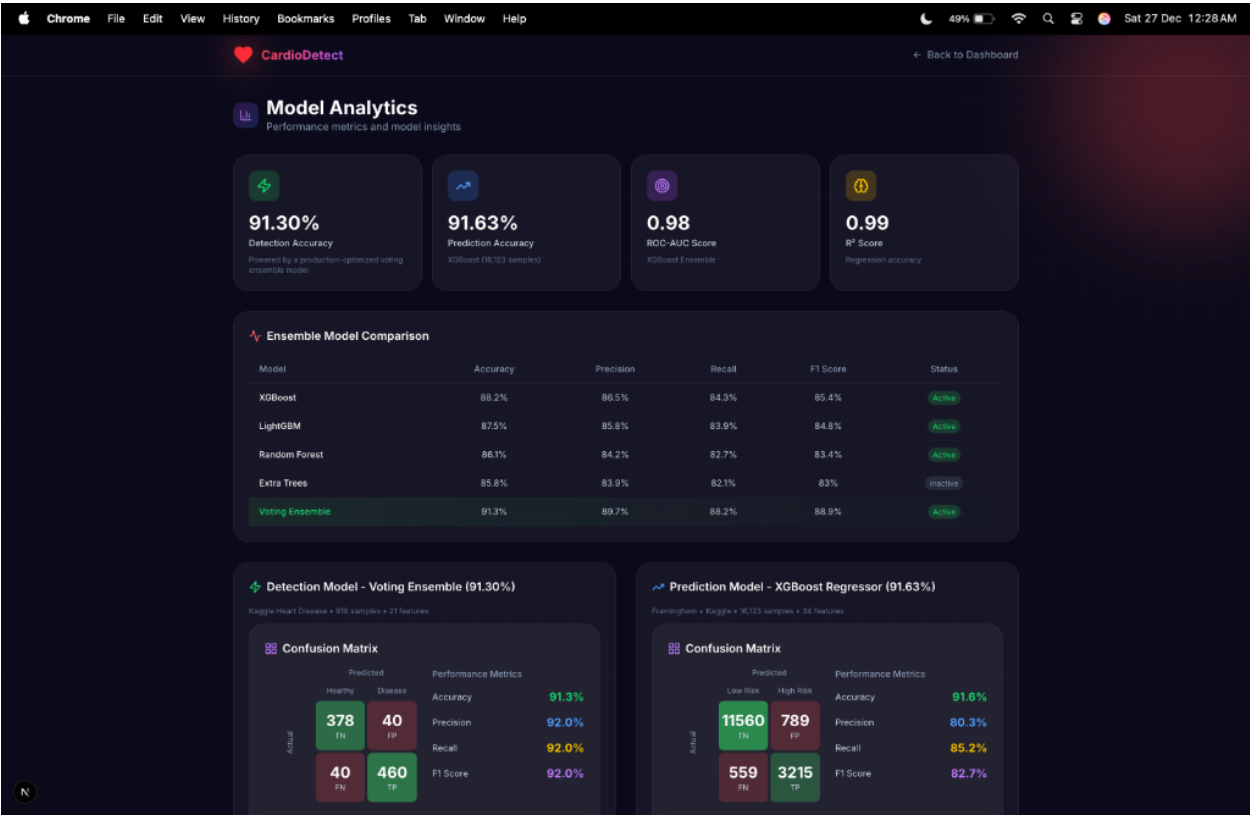 Chrome File Edit View History Bookmarks Profiles Tab Window Help 49% Sat 27 Dec 12:28 AM
CardioDetect
← Back to Dashboard
Model Analytics
Performance metrics and model insights
91.30%
Detection Accuracy
Powered by a production-optimized voting
ensemble model
91.63%
Prediction Accuracy
XGBoost (16,123 samples)
0.98
ROC-AUC Score
XGBoost Ensemble
0.99
R² Score
Regression accuracy
Ensemble Model Comparison
Model Accuracy Precision Recall F1 Score Status
XGBoost 88.2% 86.5% 84.3% 85.4% Active
LightGBM 87.5% 85.8% 83.9% 84.8% Active
Random Forest 86.1% 84.2% 82.7% 83.4% Active
Extra Trees 85.8% 83.9% 82.1% 83% Inactive
Voting Ensemble 91.3% 89.7% 88.2% 88.9% Active
Detection Model - Voting Ensemble (91.30%)
Kaggle Heart Disease • 918 samples • 21 features
Confusion Matrix
Predicted
Healthy Disease
Actual
378 40
TN FP
40 460
FN TP
Performance Metrics
Accuracy 91.3%
Precision 92.0%
Recall 92.0%
F1 Score 92.0%
Prediction Model - XGBoost Regressor (91.63%)
Framingham + Kaggle • 16,123 samples • 34 features
Confusion Matrix
Predicted
Low Risk High Risk
Actual
11560 789
TN FP
559 3215
FN TP
Performance Metrics
Accuracy 91.6%
Precision 80.3%
Recall 85.2%
F1 Score 82.7%
N